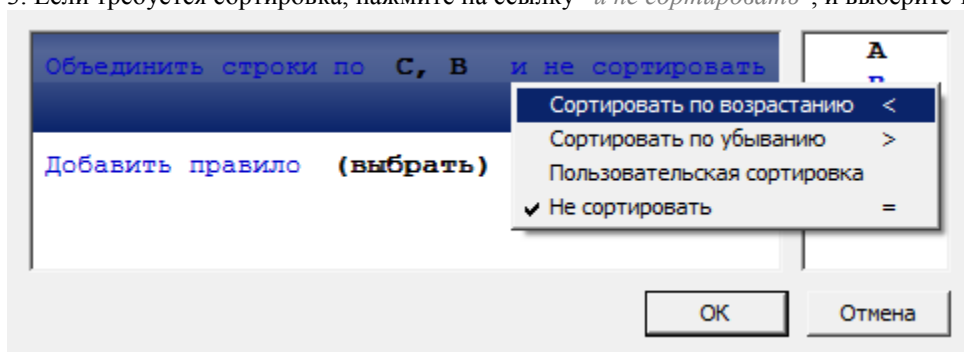 3. Если требуется сортировка, нажмите на ссылку "и не сортировать", и выберите
Объединить строки по C, B и не сортировать
A
B
Сортировать по возрастанию <
Сортировать по убыванию >
Добавить правило (выбрать)
Пользовательская сортировка
Не сортировать =
OK
Отмена